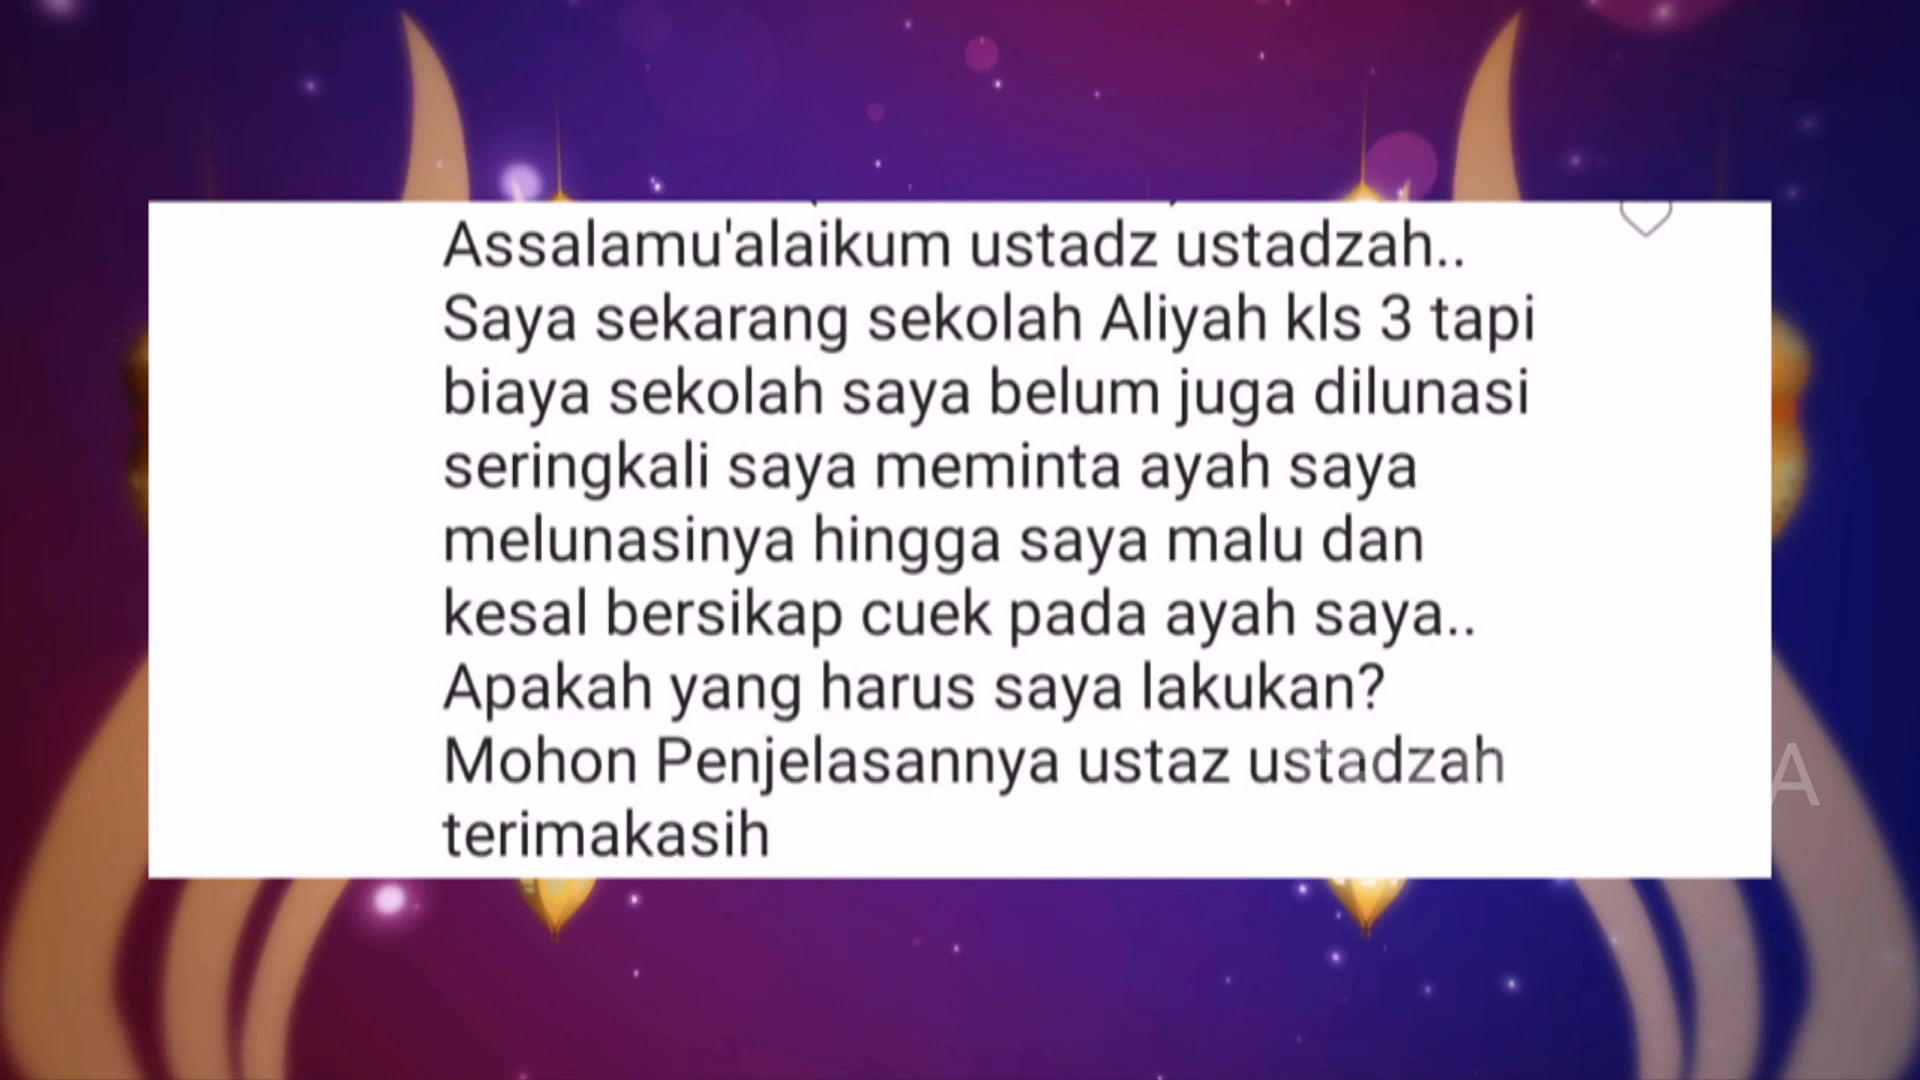 Assalamu'alaikum ustadz ustadzah..
Saya sekarang sekolah Aliyah kls 3 tapi
biaya sekolah saya belum juga dilunasi
seringkali saya meminta ayah saya
melunasinya hingga saya malu dan
kesal bersikap cuek pada ayah saya..
Apakah yang harus saya lakukan?
Mohon Penjelasannya ustaz ustadzah
terimakasih